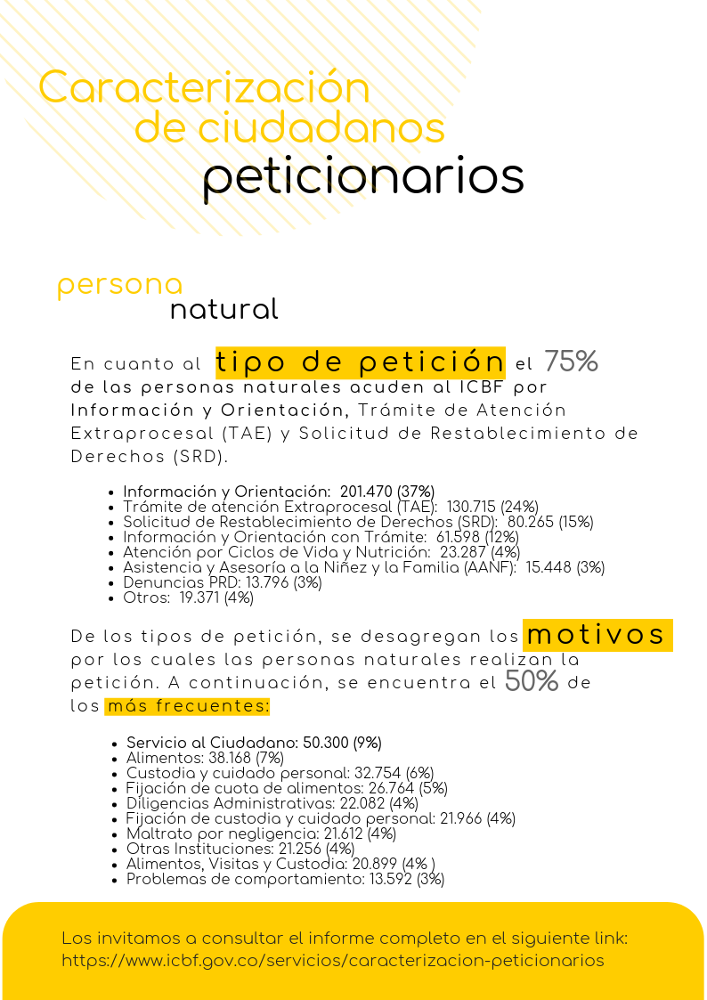 Caracterización
de ciudadanos
peticionarios
persona
natural
En cuanto al tipo de petición el 75%
de las personas naturales acuden al ICBF por
Información y Orientación, Trámite de Atención
Extraprocesal (TAE) y Solicitud de Restablecimiento de
Derechos (SRD).
• Información y Orientación: 201.470 (37%)
• Trámite de atención Extraprocesal (TAE): 130.715 (24%)
• Solicitud de Restablecimiento de Derechos (SRD): 80.265 (15%)
• Información y Orientación con Trámite: 61.598 (12%)
• Atención por Ciclos de Vida y Nutrición: 23.287 (4%)
• Asistencia y Asesoría a la Niñez y la Familia (AANF): 15.448 (3%)
• Denuncias PRD: 13.796 (3%)
• Otros: 19.371 (4%)
De los tipos de petición, se desagregan los motivos
por los cuales las personas naturales realizan la
petición. A continuación, se encuentra el 50% de
los más frecuentes:
• Servicio al Ciudadano: 50.300 (9%)
• Alimentos: 38.168 (7%)
• Custodia y cuidado personal: 32.754 (6%)
• Fijación de cuota de alimentos: 26.764 (5%)
• Diligencias Administrativas: 22.082 (4%)
• Fijación de custodia y cuidado personal: 21.966 (4%)
• Maltrato por negligencia: 21.612 (4%)
• Otras Instituciones: 21.256 (4%)
• Alimentos, Visitas y Custodia: 20.899 (4% )
• Problemas de comportamiento: 13.592 (3%)
Los invitamos a consultar el informe completo en el siguiente link:
https://www.icbf.gov.co/servicios/caracterizacion-peticionarios